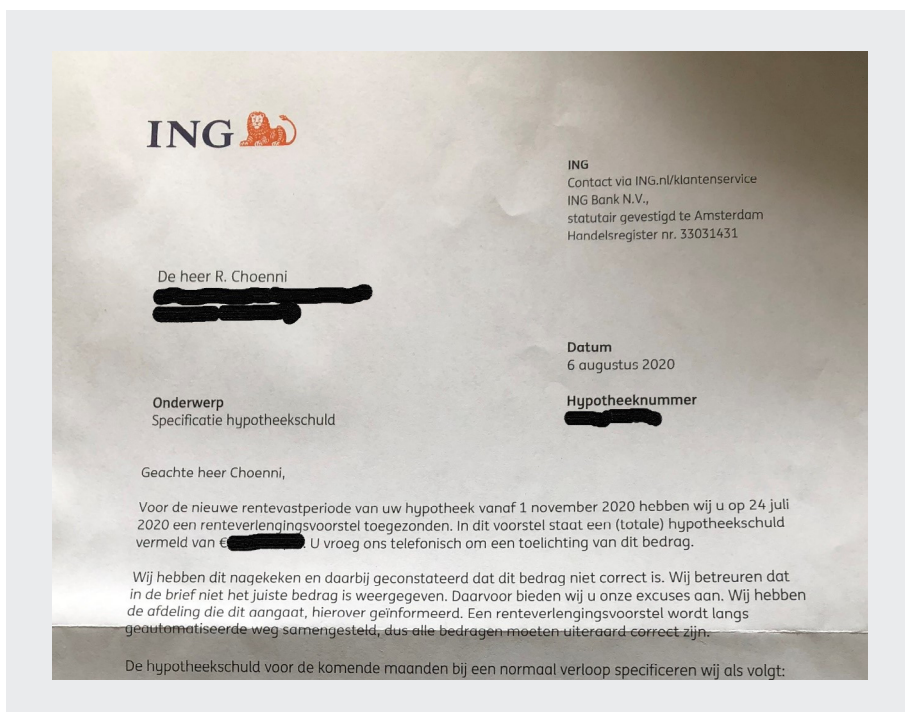 ING
ING
Contact via ING.nl/klantenservice
ING Bank N.V.,
statutair gevestigd te Amsterdam
Handelsregister nr. 33031431
De heer R. Choenni
Datum
6 augustus 2020
Onderwerp
Specificatie hypotheekschuld
Hypotheeknummer
Geachte heer Choenni,
Voor de nieuwe rentevastperiode van uw hypotheek vanaf 1 november 2020 hebben wij u op 24 juli
2020 een renteverlengingsvoorstel toegezonden. In dit voorstel staat een (totale) hypotheekschuld
vermeld van € . U vroeg ons telefonisch om een toelichting van dit bedrag.
Wij hebben dit nagekeken en daarbij geconstateerd dat dit bedrag niet correct is. Wij betreuren dat
in de brief niet het juiste bedrag is weergegeven. Daarvoor bieden wij u onze excuses aan. Wij hebben
de afdeling die dit aangaat, hierover geïnformeerd. Een renteverlengingsvoorstel wordt langs
geautomatiseerde weg samengesteld, dus alle bedragen moeten uiteraard correct zijn.
De hypotheekschuld voor de komende maanden bij een normaal verloop specificeren wij als volgt: